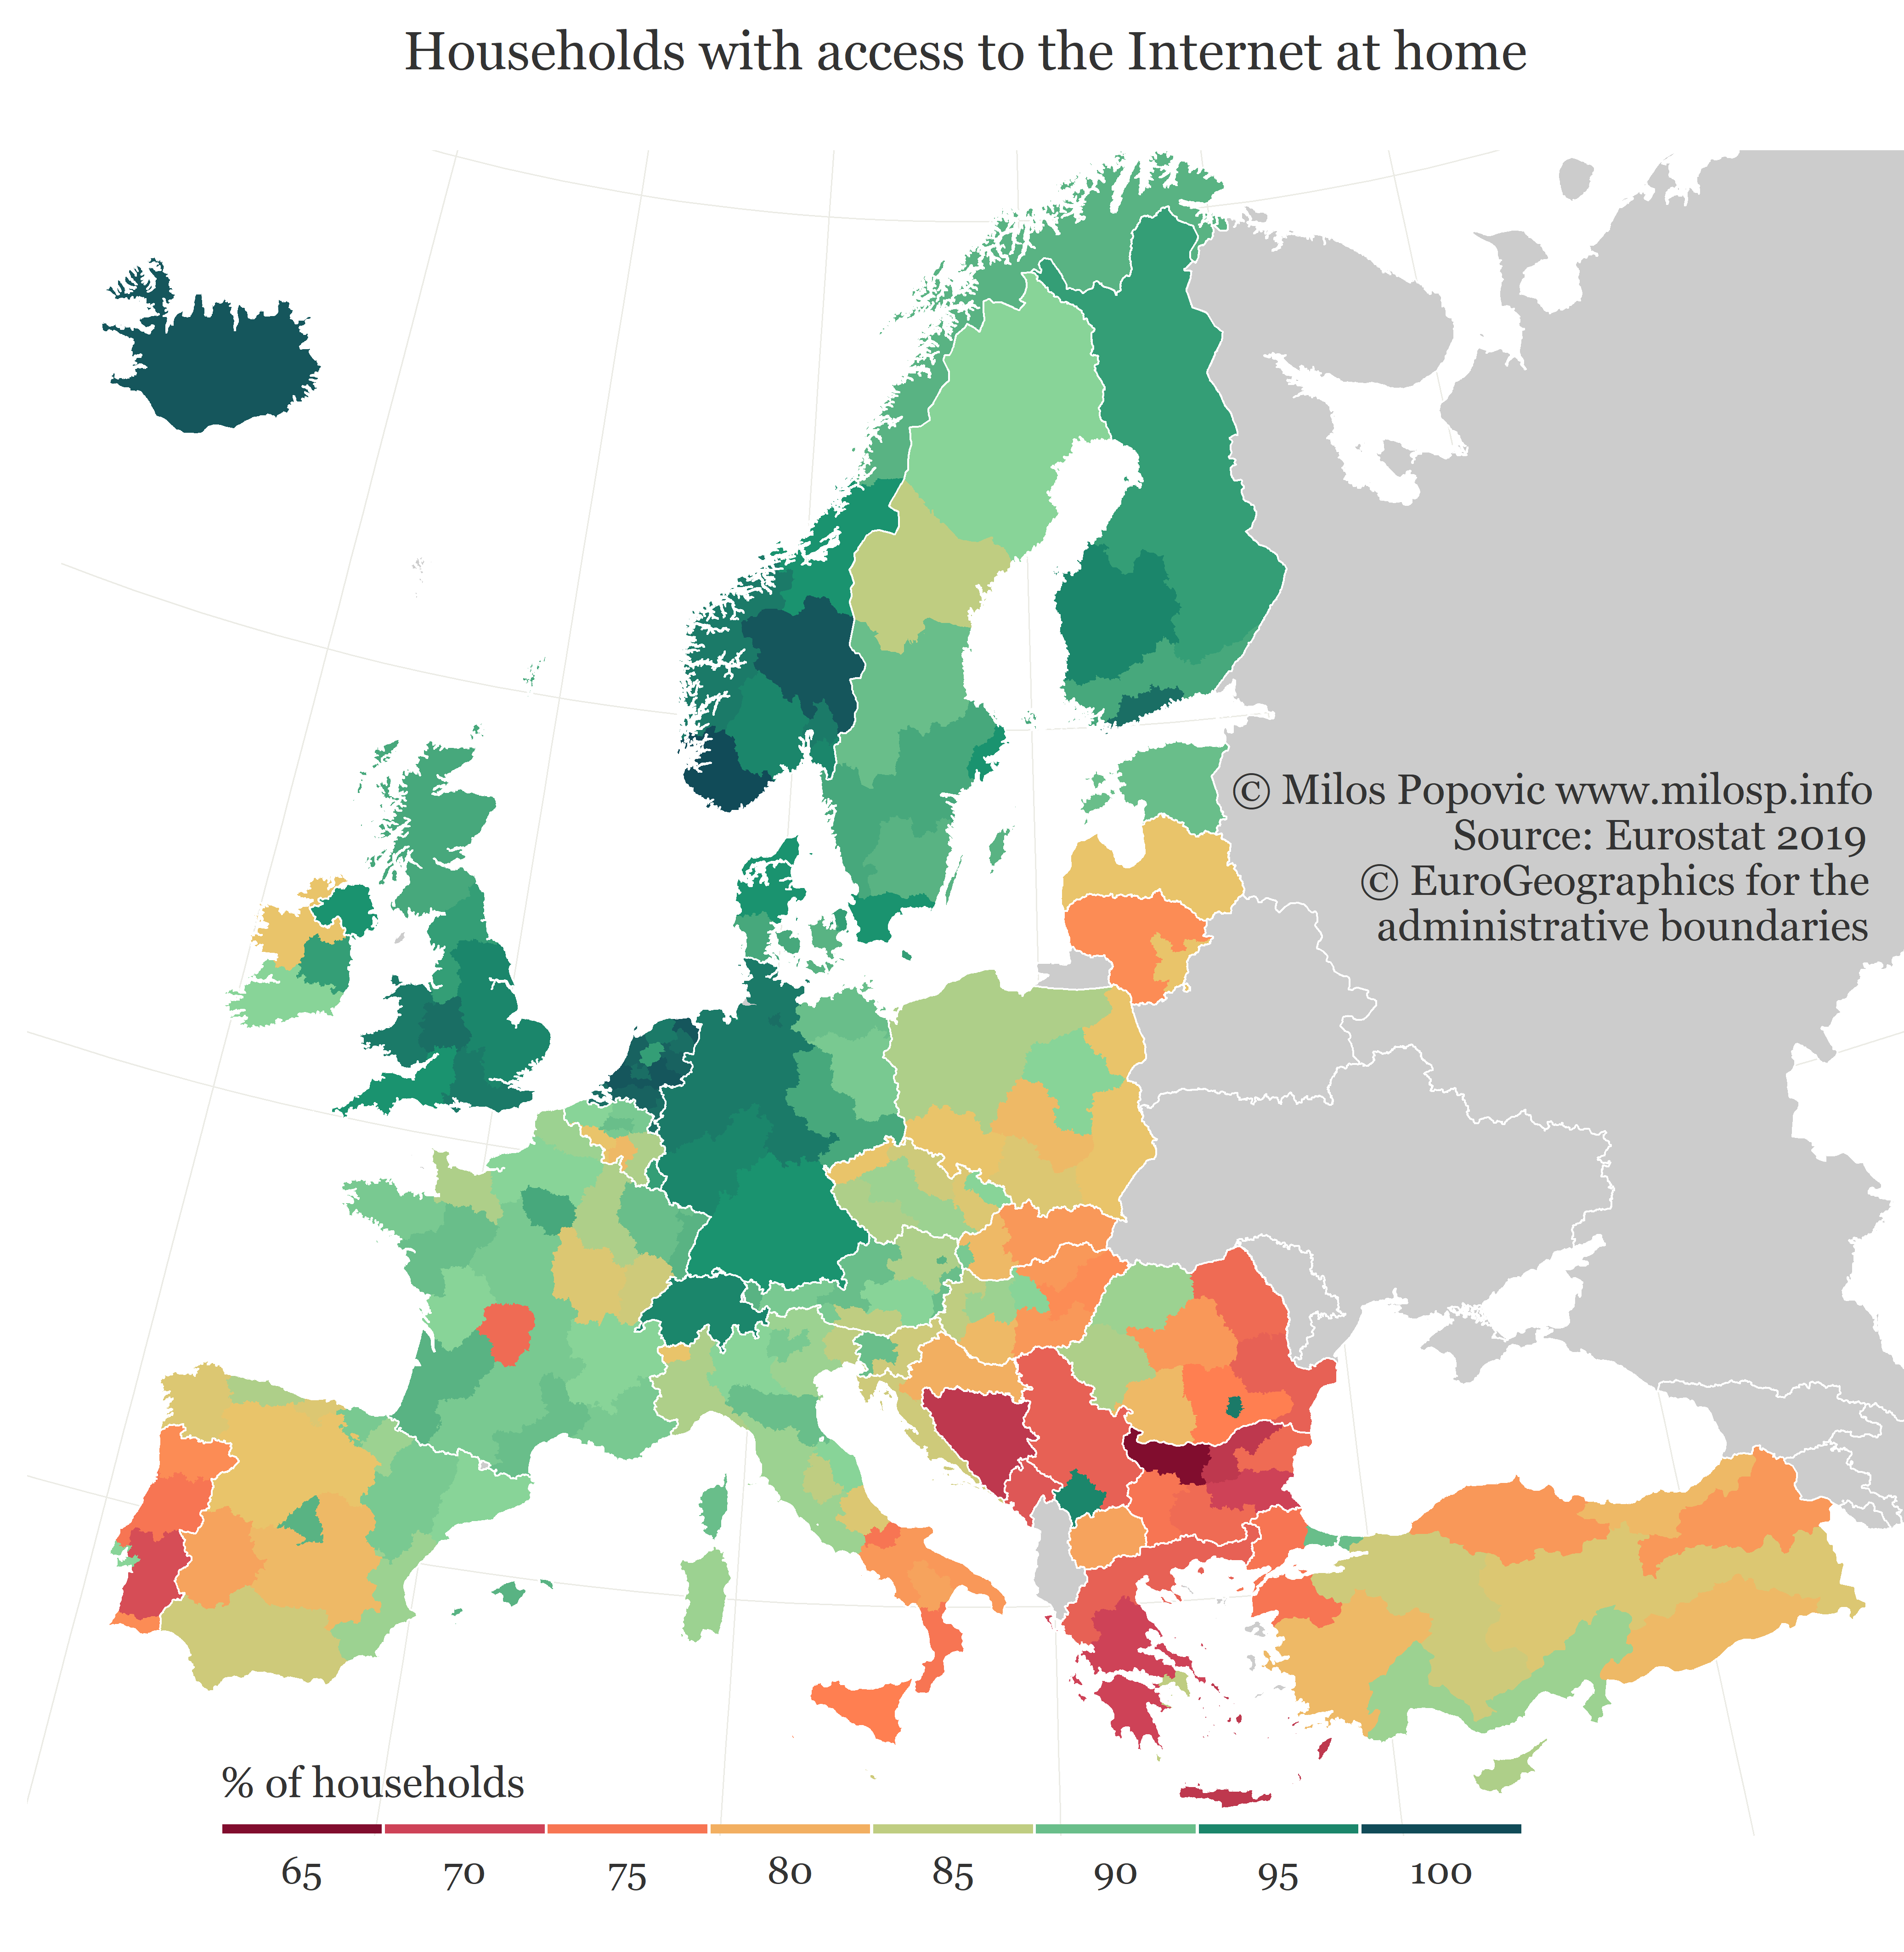 Households with access to the Internet at home
© Milos Popovic www.milosp.info
Source: Eurostat 2019
© EuroGeographics for the
administrative boundaries
% of households
65 70 75 80 85 90 95 100